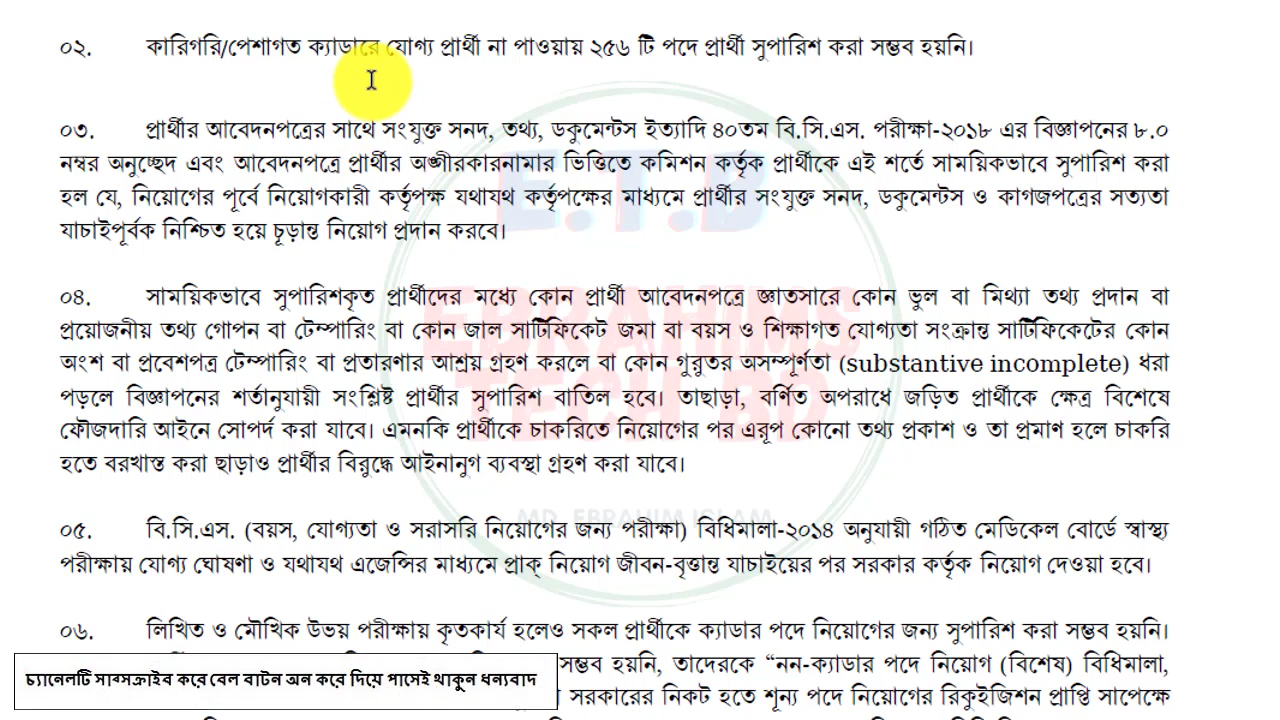 ০২. কারিগরি/পেশাগত ক্যাডারে যোগ্য প্রার্থী না পাওয়ায় ২৫৬ টি পদে প্রার্থী সুপারিশ করা সম্ভব হয়নি।
০৩. প্রার্থীর আবেদনপত্রের সাথে সংযুক্ত সনদ, তথ্য, ডকুমেন্টস ইত্যাদি ৪০তম বি.সি.এস. পরীক্ষা-২০১৮ এর বিজ্ঞাপনের ৮.০
নম্বর অনুচ্ছেদ এবং আবেদনপত্রে প্রার্থীর অঙ্গীরকারনামার ভিত্তিতে কমিশন কর্তৃক প্রার্থীকে এই শর্তে সাময়িকভাবে সুপারিশ করা
হল যে, নিয়োগের পূর্বে নিয়োগকারী কর্তৃপক্ষ যথাযথ কর্তৃপক্ষের মাধ্যমে প্রার্থীর সংযুক্ত সনদ, ডকুমেন্টস ও কাগজপত্রের সত্যতা
যাচাইপূর্বক নিশ্চিত হয়ে চূড়ান্ত নিয়োগ প্রদান করবে।
E.T.B
০৪. সাময়িকভাবে সুপারিশকৃত প্রার্থীদের মধ্যে কোন প্রার্থী আবেদনপত্রে জ্ঞাতসারে কোন ভুল বা মিথ্যা তথ্য প্রদান বা
প্রয়োজনীয় তথ্য গোপন বা টেম্পারিং বা কোন জাল সার্টিফিকেট জমা বা বয়স ও শিক্ষাগত যোগ্যতা সংক্রান্ত সার্টিফিকেটের কোন
EBRAHIMS
অংশ বা প্রবেশপত্র টেম্পারিং বা প্রতারণার আশ্রয় গ্রহণ করলে বা কোন গুরুতর অসম্পূর্ণতা (substantive incomplete) ধরা
পড়লে বিজ্ঞাপনের শর্তানুযায়ী সংশ্লিষ্ট প্রার্থীর সুপারিশ বাতিল হবে। তাছাড়া, বর্ণিত অপরাধে জড়িত প্রার্থীকে ক্ষেত্র বিশেষে
TECH BD
ফৌজদারি আইনে সোপর্দ করা যাবে। এমনকি প্রার্থীকে চাকরিতে নিয়োগের পর এরূপ কোনো তথ্য প্রকাশ ও তা প্রমাণ হলে চাকরি
হতে বরখাস্ত করা ছাড়াও প্রার্থীর বিরুদ্ধে আইনানুগ ব্যবস্থা গ্রহণ করা যাবে।
MD. EBRAHIM ISLAM
০৫. বি.সি.এস. (বয়স, যোগ্যতা ও সরাসরি নিয়োগের জন্য পরীক্ষা) বিধিমালা-২০১৪ অনুযায়ী গঠিত মেডিকেল বোর্ডে স্বাস্থ্য
পরীক্ষায় যোগ্য ঘোষণা ও যথাযথ এজেন্সির মাধ্যমে প্রাক্ নিয়োগ জীবন-বৃত্তান্ত যাচাইয়ের পর সরকার কর্তৃক নিয়োগ দেওয়া হবে।
০৬. লিখিত ও মৌখিক উভয় পরীক্ষায় কৃতকার্য হলেও সকল প্রার্থীকে ক্যাডার পদে নিয়োগের জন্য সুপারিশ করা সম্ভব হয়নি।
সম্ভব হয়নি, তাদেরকে “নন-ক্যাডার পদে নিয়োগ (বিশেষ) বিধিমালা,
চ্যানেলটি সাবসক্রাইব করে বেল বাটন অন করে দিয়ে পাসেই থাকুন ধন্যবাদ
সরকারের নিকট হতে শূন্য পদে নিয়োগের রিকুইজিশন প্রাপ্তি সাপেক্ষে